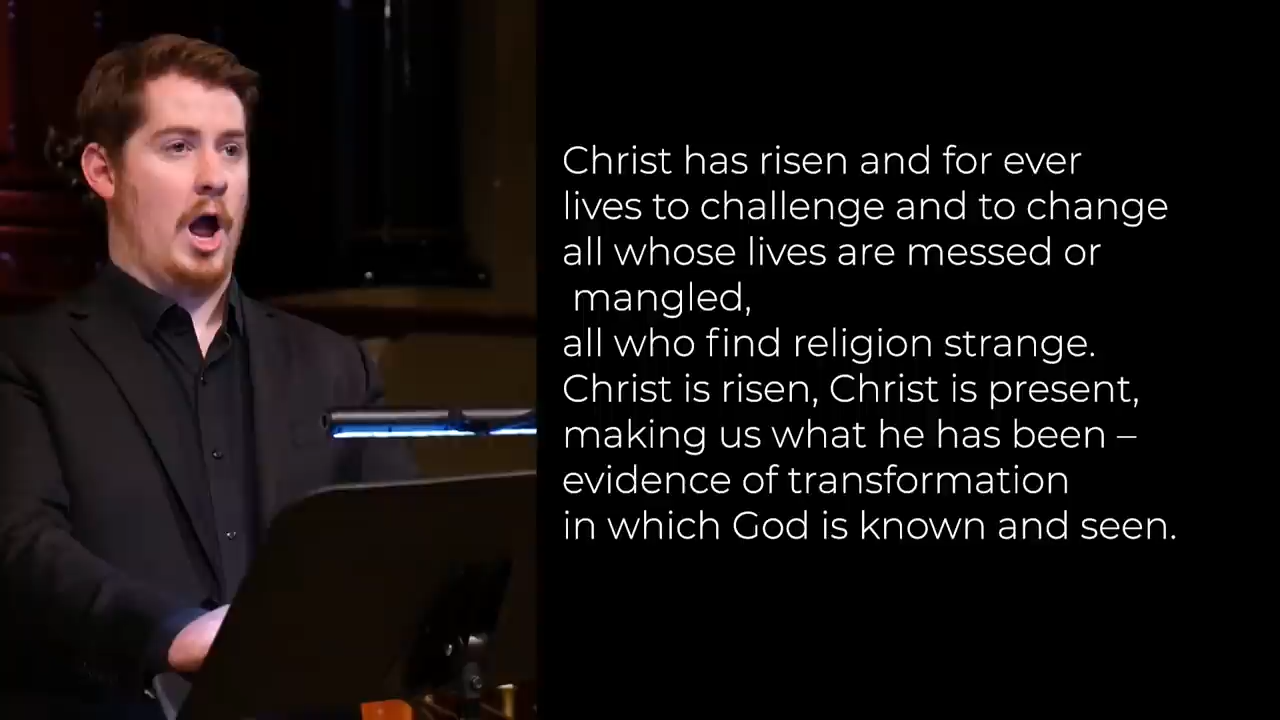 Christ has risen and for ever
lives to challenge and to change
all whose lives are messed or
mangled,
all who find religion strange.
Christ is risen, Christ is present,
making us what he has been –
evidence of transformation
in which God is known and seen.